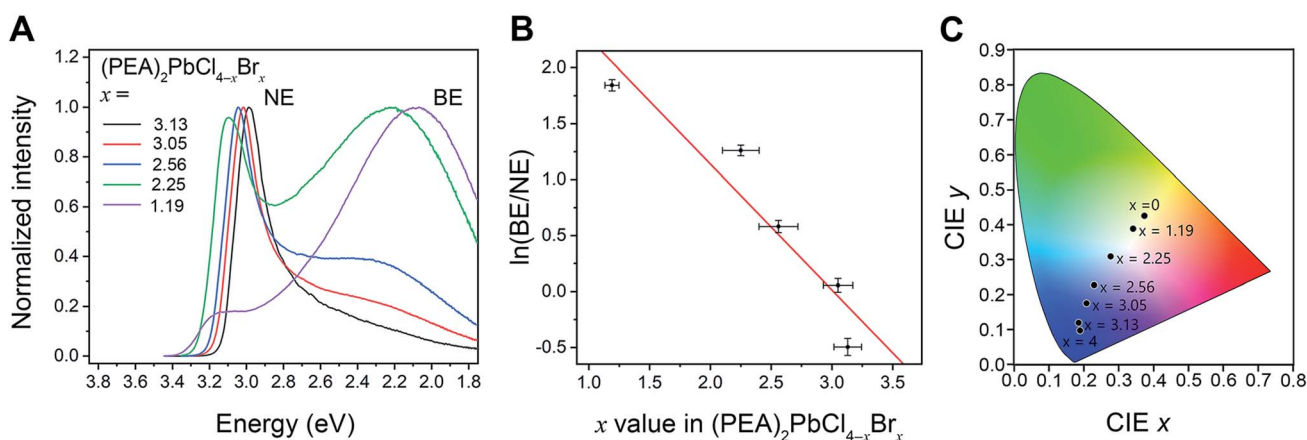 A
(PEA)₂PbCl₄₋ₓBrₓ
x =
3.13
3.05
2.56
2.25
1.19
NE
BE
Normalized intensity
1.2
1.0
0.8
0.6
0.4
0.2
0.0
3.8 3.6 3.4 3.2 3.0 2.8 2.6 2.4 2.2 2.0 1.8
Energy (eV)
B
ln(BE/NE)
2.0
1.5
1.0
0.5
0.0
-0.5
1.0 1.5 2.0 2.5 3.0 3.5
x value in (PEA)₂PbCl₄₋ₓBrₓ
C
CIE y
0.9
0.8
0.7
0.6
0.5
0.4
0.3
0.2
0.1
0.0
x =0
x = 1.19
x = 2.25
x = 2.56
x = 3.05
x = 3.13
x = 4
0.0 0.1 0.2 0.3 0.4 0.5 0.6 0.7 0.8
CIE x